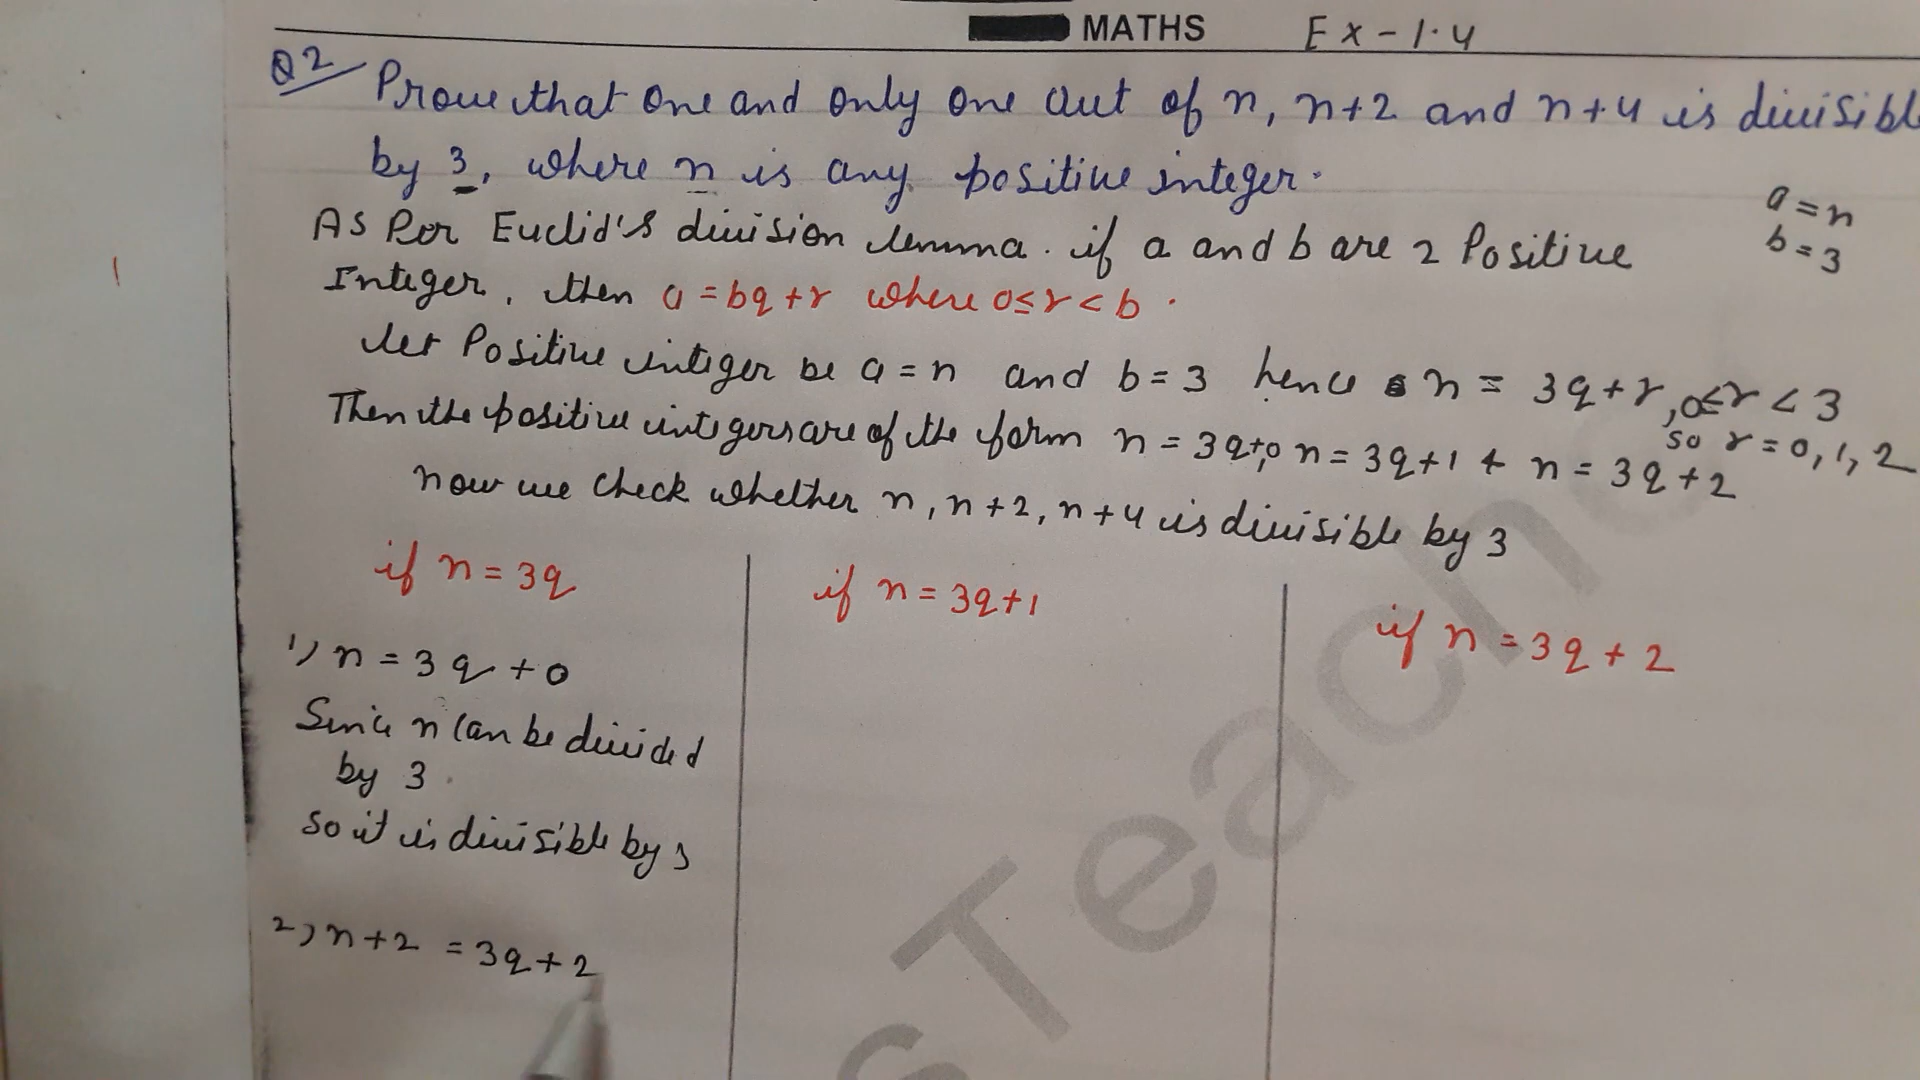 MATHS Ex-1.4
Q2 Prove that one and only one out of n, n+2 and n+4 is divisible
by 3, where n is any positive integer.
a=n
b=3
As Per Euclid's division lemma. if a and b are 2 Positive
Integer, then a=bq+r where 0≤r<b.
let Positive integer be a=n and b=3 hence n = 3q+r, 0≤r<3
so r=0,1,2
Then the positive integers are of the form n=3q+0, n=3q+1 & n=3q+2
now we check whether n, n+2, n+4 is divisible by 3
if n=3q
1) n=3q+0
Since n can be divided
by 3.
so it is divisible by 3
2) n+2 = 3q+2
if n=3q+1
if n=3q+2
sTeache